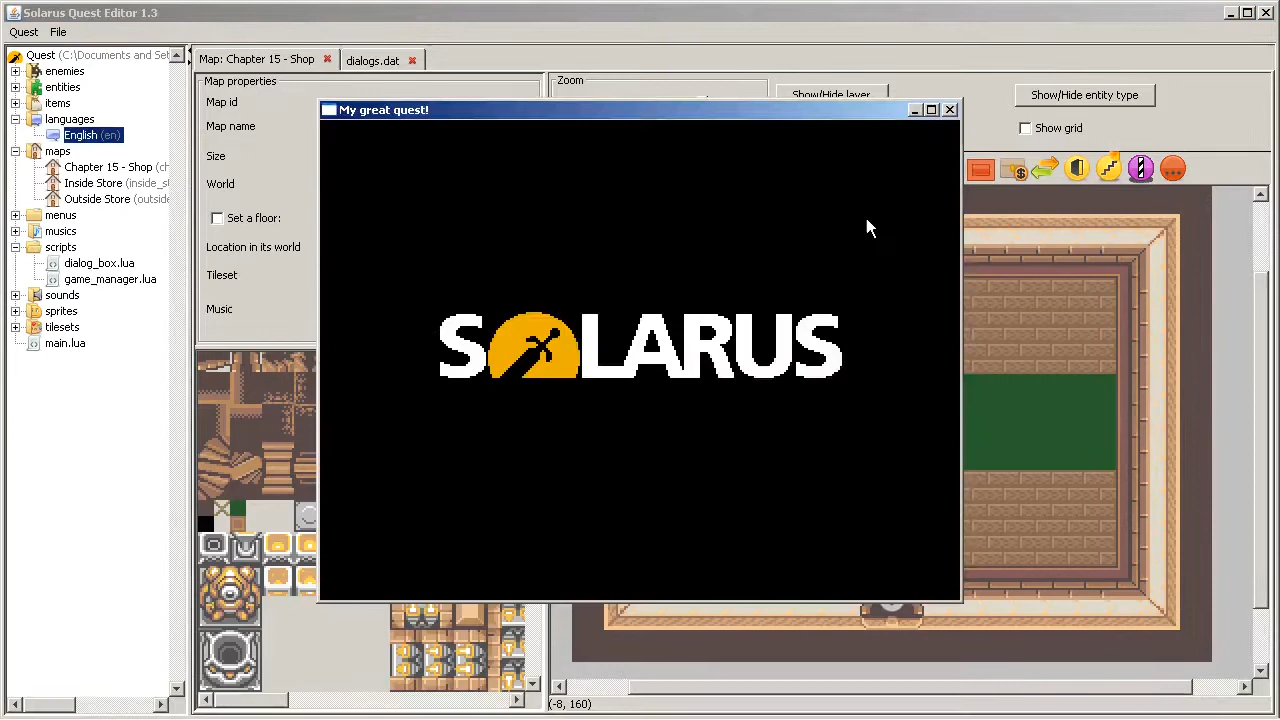 Solarus Quest Editor 1.3
Quest File
Quest (C:\Documents and Set
enemies
entities
items
languages
English (en)
maps
Chapter 15 - Shop (ch
Inside Store (inside_s
Outside Store (outside
menus
musics
scripts
dialog_box.lua
game_manager.lua
sounds
sprites
tilesets
main.lua
Map: Chapter 15 - Shop
dialogs.dat
Map properties
Map id
Map name
Size
World
Set a floor:
Location in its world
Tileset
Music
Zoom
Show/Hide layer
Show/Hide entity type
Show grid
My great quest!
SOLARUS
(-8, 160)